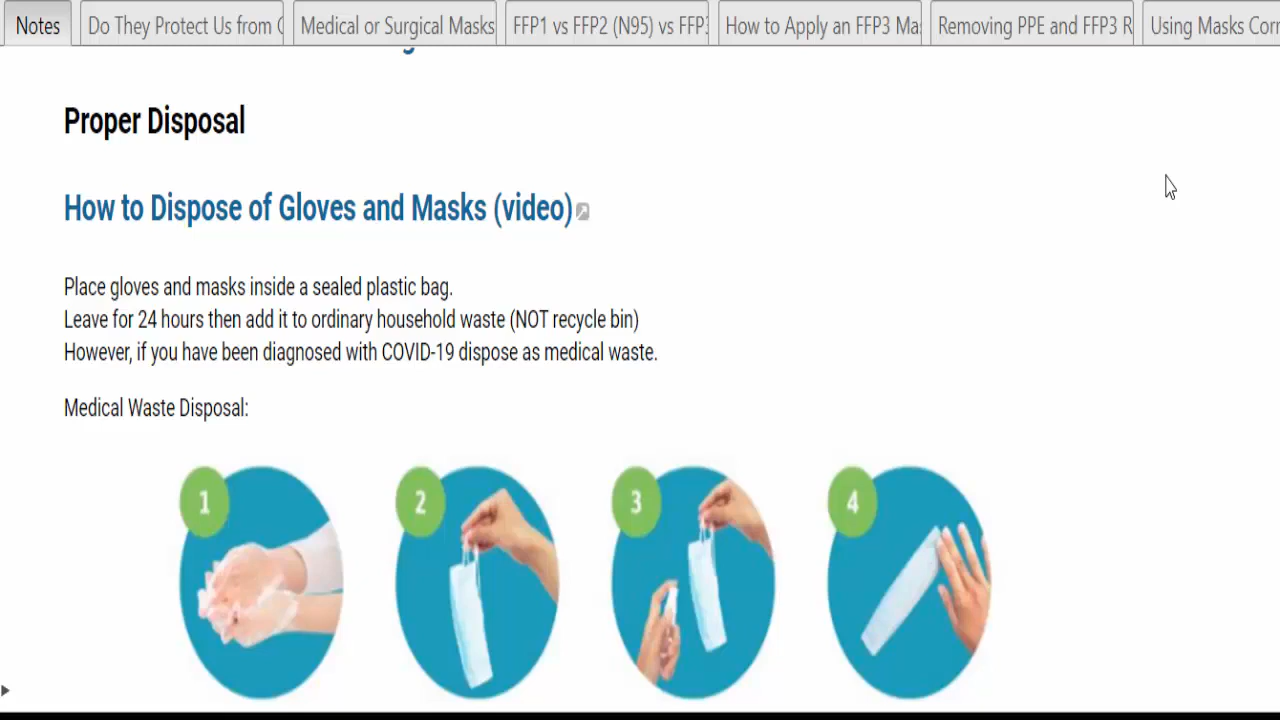 Notes
Do They Protect Us from
Medical or Surgical Masks
FFP1 vs FFP2 (N95) vs FFP3
How to Apply an FFP3 Ma
Removing PPE and FFP3 R
Using Masks Corr
Proper Disposal
How to Dispose of Gloves and Masks (video)
Place gloves and masks inside a sealed plastic bag.
Leave for 24 hours then add it to ordinary household waste (NOT recycle bin)
However, if you have been diagnosed with COVID-19 dispose as medical waste.
Medical Waste Disposal:
1
2
3
4